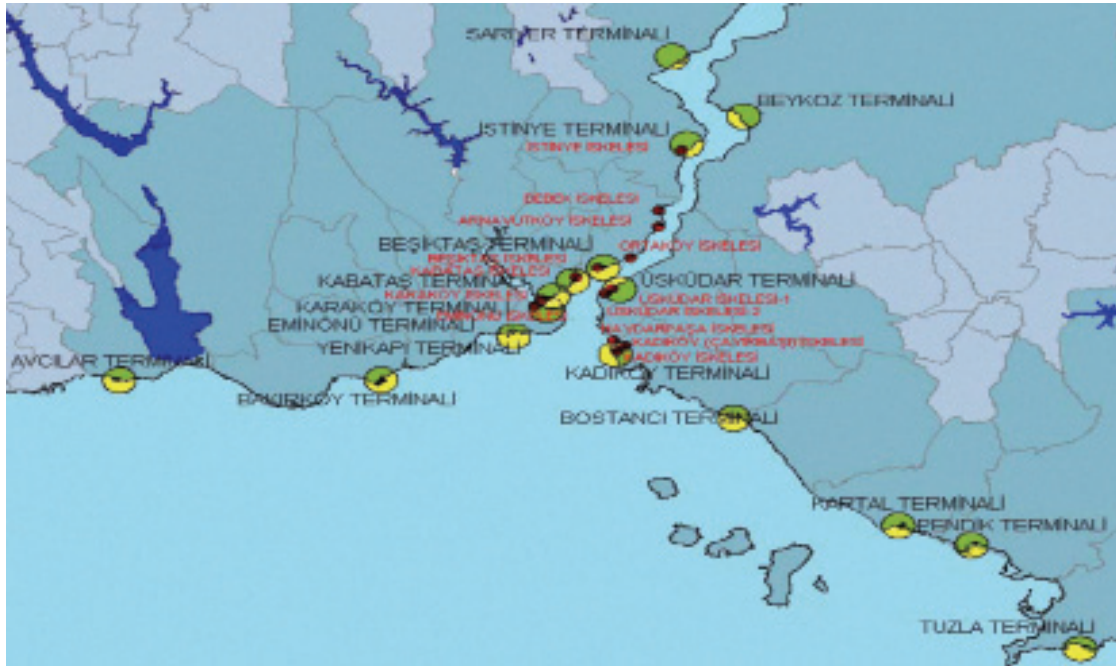 SARIYER TERMİNALİ
BEYKOZ TERMİNALİ
İSTİNYE TERMİNALİ
İSTİNYE İSKELESİ
BEBEK İSKELESİ
ARNAVUTKÖY İSKELESİ
ORTAKÖY İSKELESİ
BEŞİKTAŞ TERMİNALİ
BEŞİKTAŞ İSKELESİ
KABATAŞ İSKELESİ
KABATAŞ TERMİNALİ
ÜSKÜDAR TERMİNALİ
KARAKÖY İSKELESİ
ÜSKÜDAR İSKELESİ-1
KARAKÖY TERMİNALİ
EMİNÖNÜ İSKELESİ
ÜSKÜDAR İSKELESİ-2
EMİNÖNÜ TERMİNALİ
HAYDARPAŞA İSKELESİ
KADIKÖY (ÇAYIRBAŞI) İSKELESİ
YENİKAPI TERMİNALİ
KADIKÖY İSKELESİ
AVCILAR TERMİNALİ
KADIKÖY TERMİNALİ
BAKIRKÖY TERMİNALİ
BOSTANCI TERMİNALİ
KARTAL TERMİNALİ
PENDİK TERMİNALİ
TUZLA TERMİNALİ